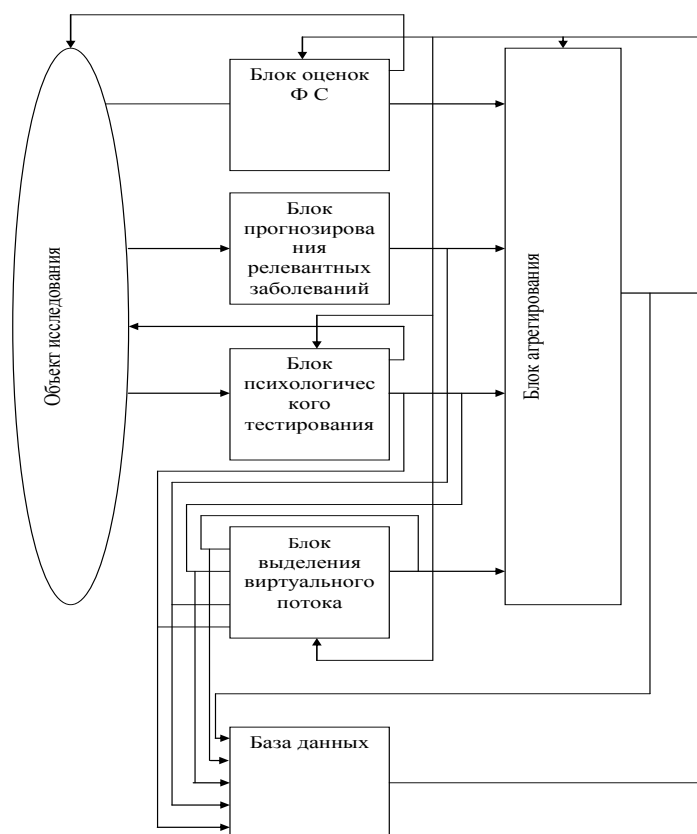 Объект исследования
Блок оценок
Ф С
Блок
прогнозирова
ния
релевантных
заболеваний
Блок
психологичес
кого
тестирования
Блок
выделения
виртуального
потока
База данных
Блок агрегирования